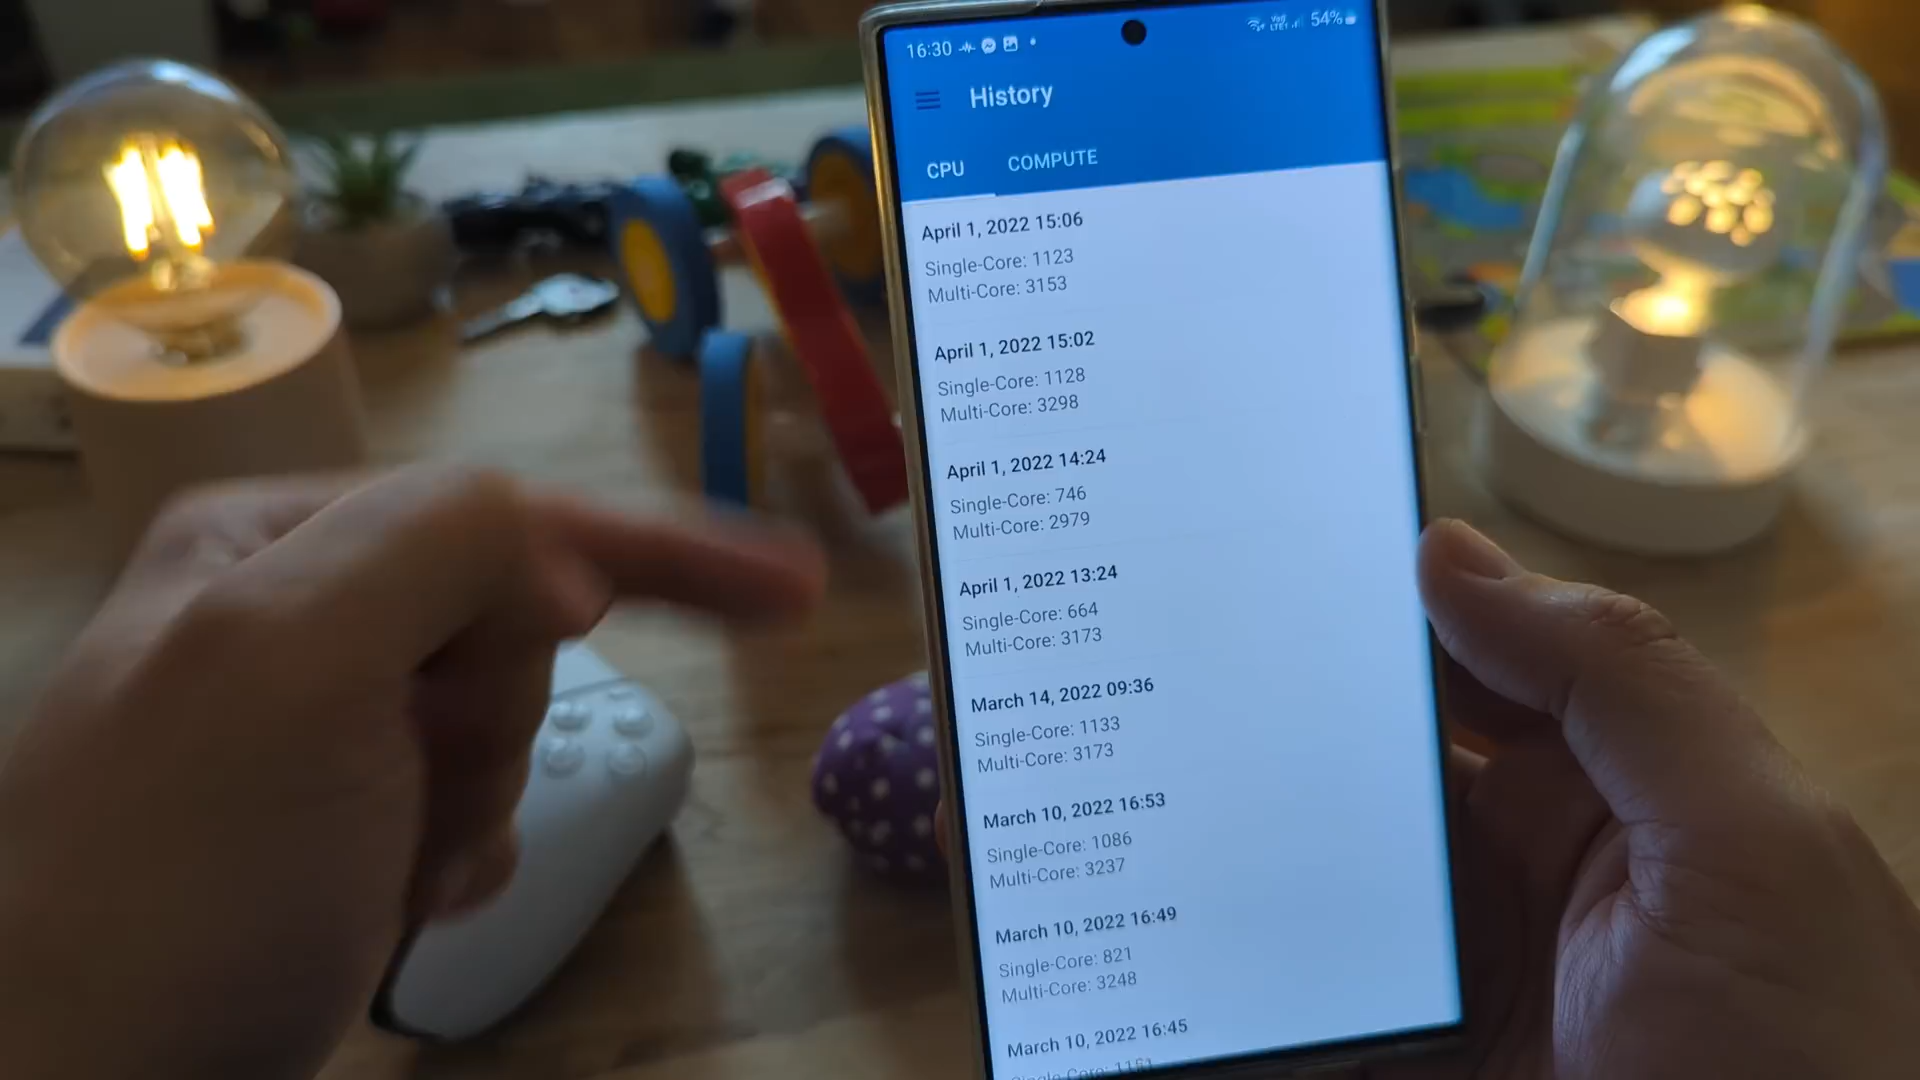 16:30
54%
History
CPU COMPUTE
April 1, 2022 15:06
Single-Core: 1123
Multi-Core: 3153
April 1, 2022 15:02
Single-Core: 1128
Multi-Core: 3298
April 1, 2022 14:24
Single-Core: 746
Multi-Core: 2979
April 1, 2022 13:24
Single-Core: 664
Multi-Core: 3173
March 14, 2022 09:36
Single-Core: 1133
Multi-Core: 3173
March 10, 2022 16:53
Single-Core: 1086
Multi-Core: 3237
March 10, 2022 16:49
Single-Core: 821
Multi-Core: 3248
March 10, 2022 16:45
Single-Core: